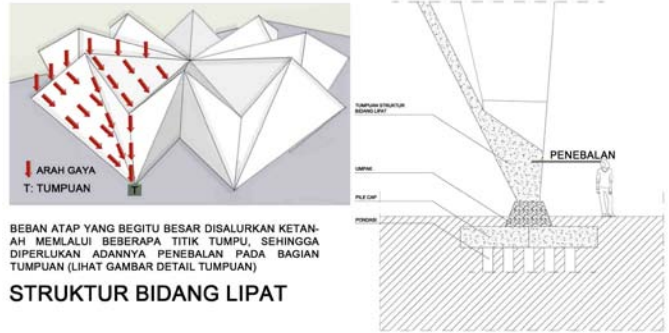 ARAH GAYA
T: TUMPUAN
T
BEBAN ATAP YANG BEGITU BESAR DISALURKAN KETAN-
AH MEMLALUI BEBERAPA TITIK TUMPU, SEHINGGA
DIPERLUKAN ADANNYA PENEBALAN PADA BAGIAN
TUMPUAN (LIHAT GAMBAR DETAIL TUMPUAN)
STRUKTUR BIDANG LIPAT
TUMPUAN STRUKTUR
BIDANG LIPAT
PENEBALAN
UMPAK
PILE CAP
PONDASI